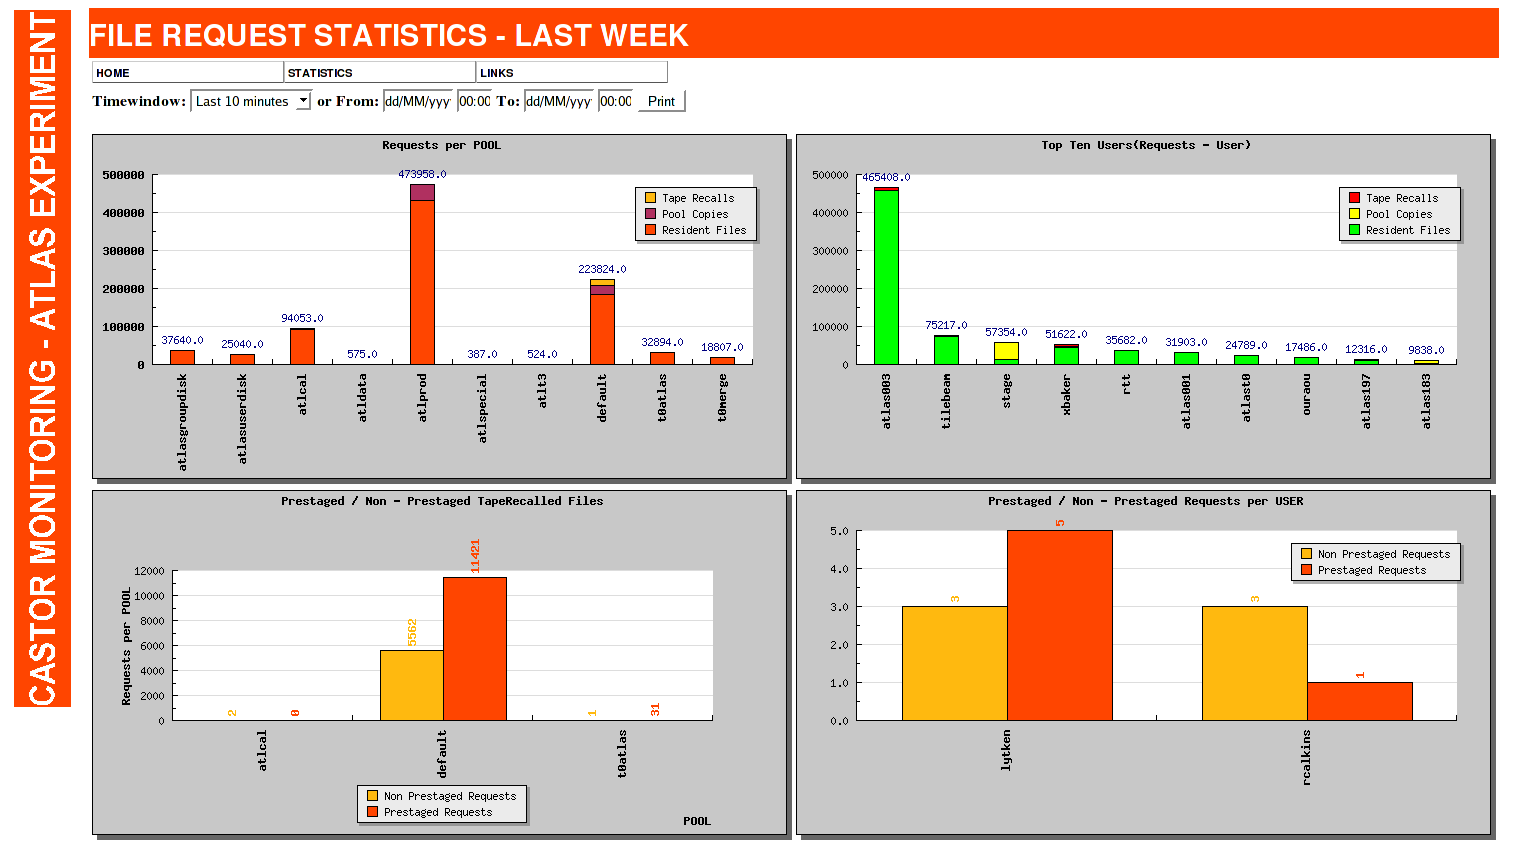 CASTOR MONITORING - ATLAS EXPERIMENT
FILE REQUEST STATISTICS - LAST WEEK
HOME STATISTICS LINKS
Timewindow: Last 10 minutes or From: dd/MM/yyy 00:00 To: dd/MM/yyy 00:00 Print
Requests per POOL
500000
400000
300000
200000
100000
0
37640.0
25040.0
94053.0
575.0
473958.0
387.0
524.0
223824.0
32894.0
18807.0
Tape Recalls
Pool Copies
Resident Files
atlasgroupdisk
atlasuserdisk
atlcal
atldata
atlprod
atlspecial
atlt3
default
t0atlas
t0merge
Top Ten Users(Requests - User)
500000
400000
300000
200000
100000
0
465408.0
75217.0
57354.0
51622.0
35682.0
31903.0
24789.0
17486.0
12316.0
9838.0
Tape Recalls
Pool Copies
Resident Files
atlas003
tilebeam
stage
xbaker
rtt
atlas001
atlast0
ouraou
atlas197
atlas183
Prestaged / Non - Prestaged TapeRecalled Files
Requests per POOL
12000
10000
8000
6000
4000
2000
0
2
0
5562
11421
1
31
atlcal
default
t0atlas
Non Prestaged Requests
Prestaged Requests
POOL
Prestaged / Non - Prestaged Requests per USER
5.0
4.0
3.0
2.0
1.0
0.0
3
5
3
1
Non Prestaged Requests
Prestaged Requests
lytken
rcalkins